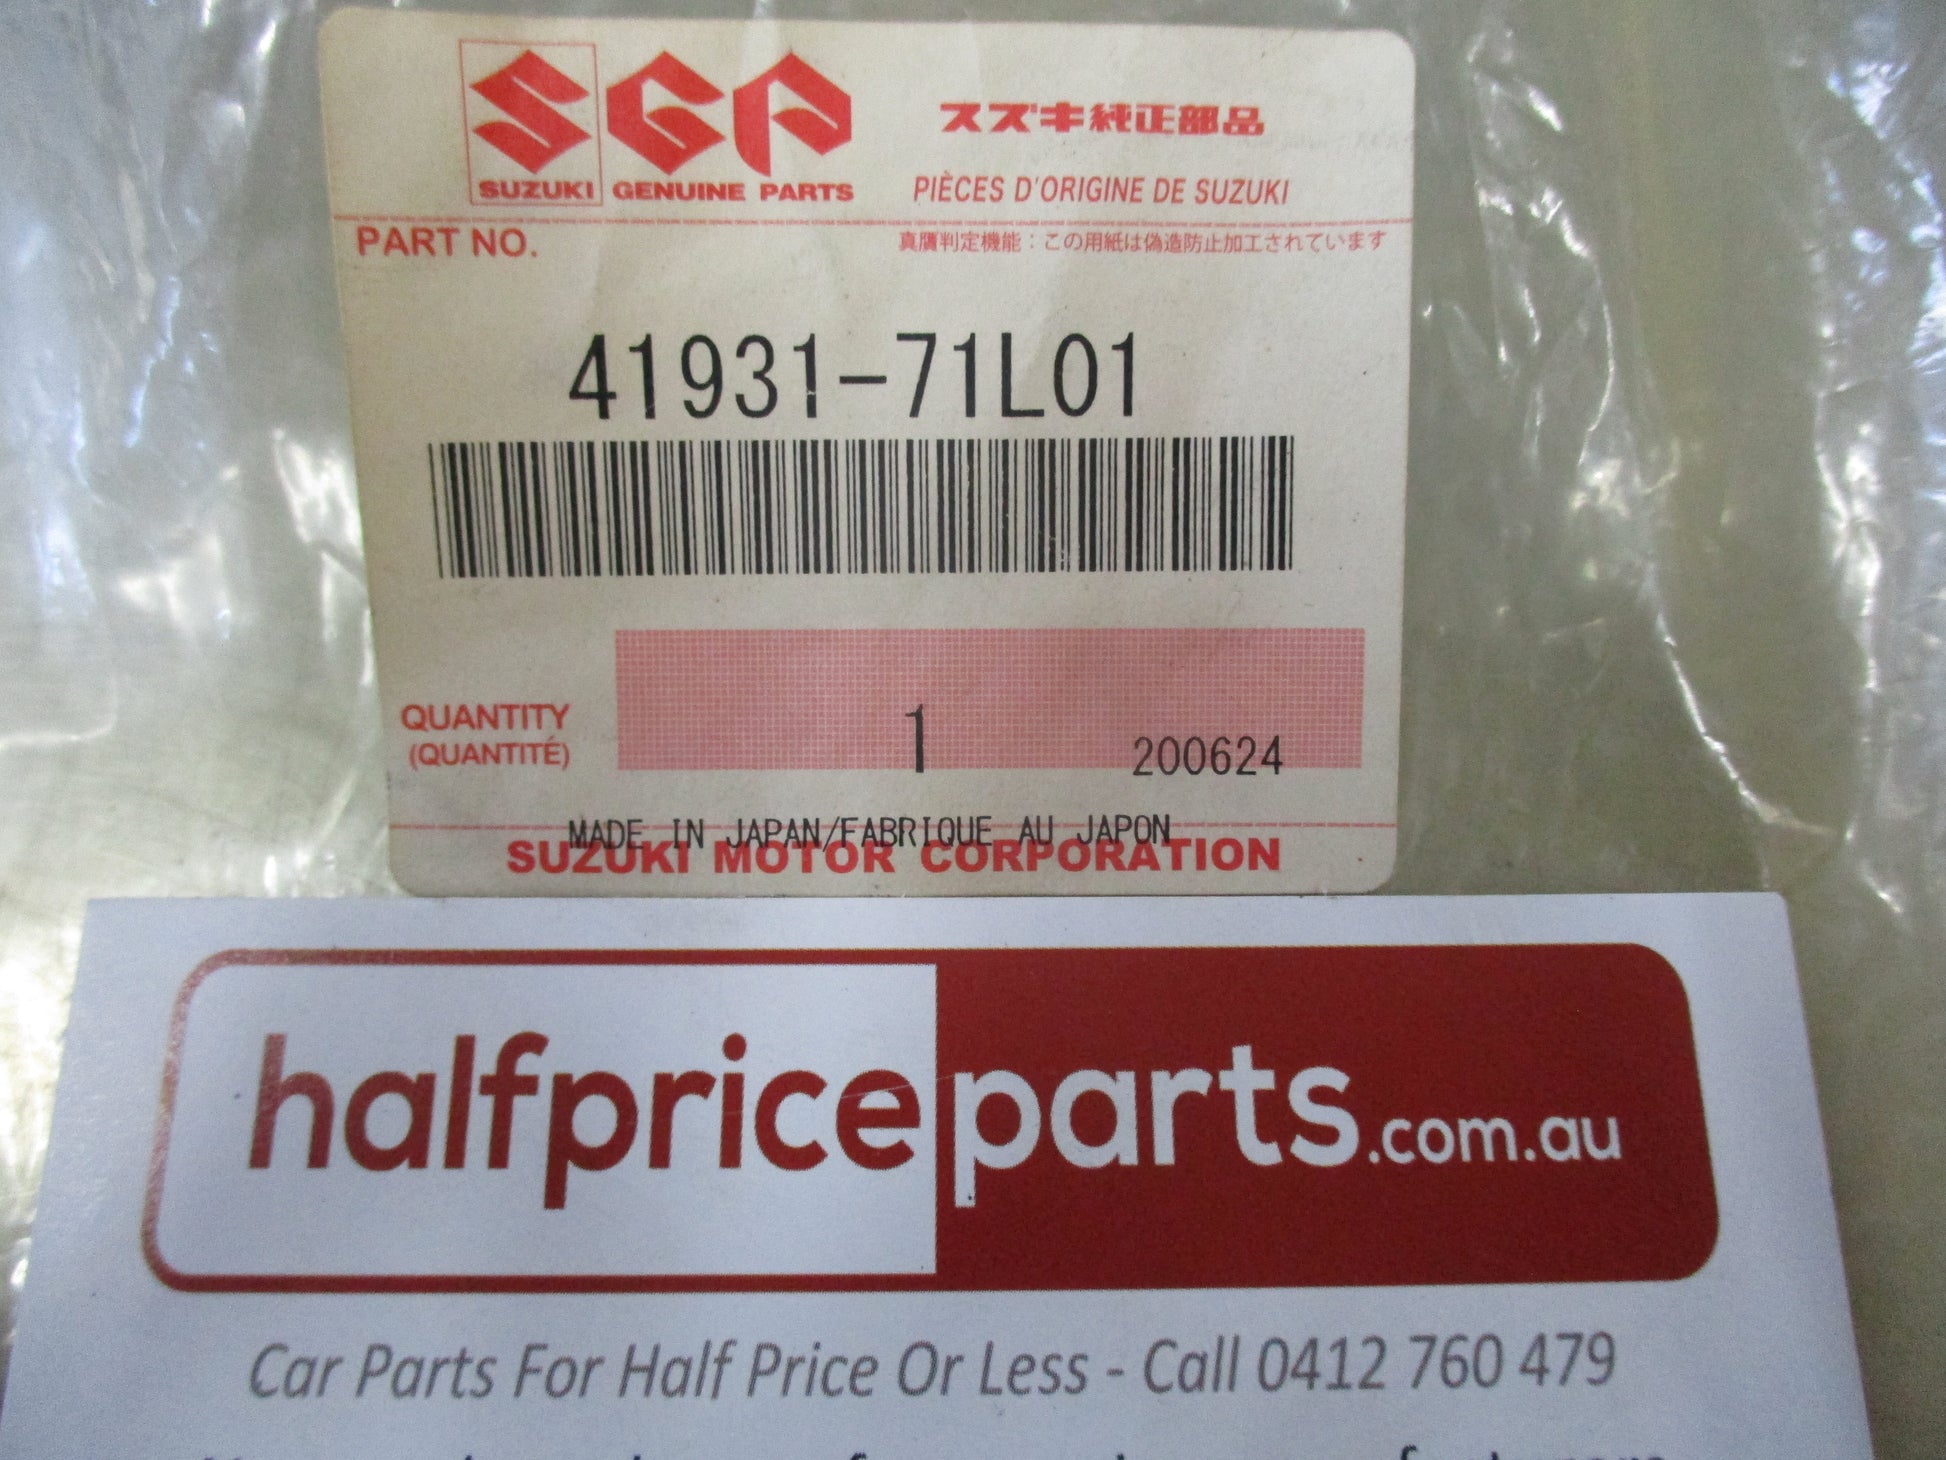 SUZUKI GENUINE PARTS
スズキ純正部品
PIÈCES D'ORIGINE DE SUZUKI
PART NO.
真贋判定機能：この用紙は偽造防止加工されています
41931-71L01
QUANTITY
(QUANTITÉ)
1
200624
MADE IN JAPAN/FABRIQUE AU JAPON
SUZUKI MOTOR CORPORATION
halfpriceparts.com.au
Car Parts For Half Price Or Less - Call 0412 760 479